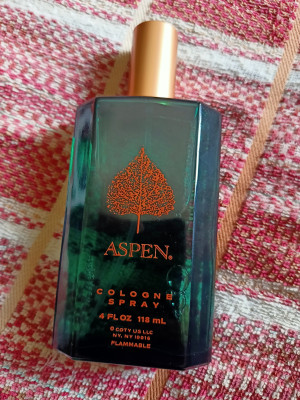 ASPEN®
COLOGNE
SPRAY
4 FL OZ 118 mL
© COTY US LLC
NY, NY 10016
FLAMMABLE